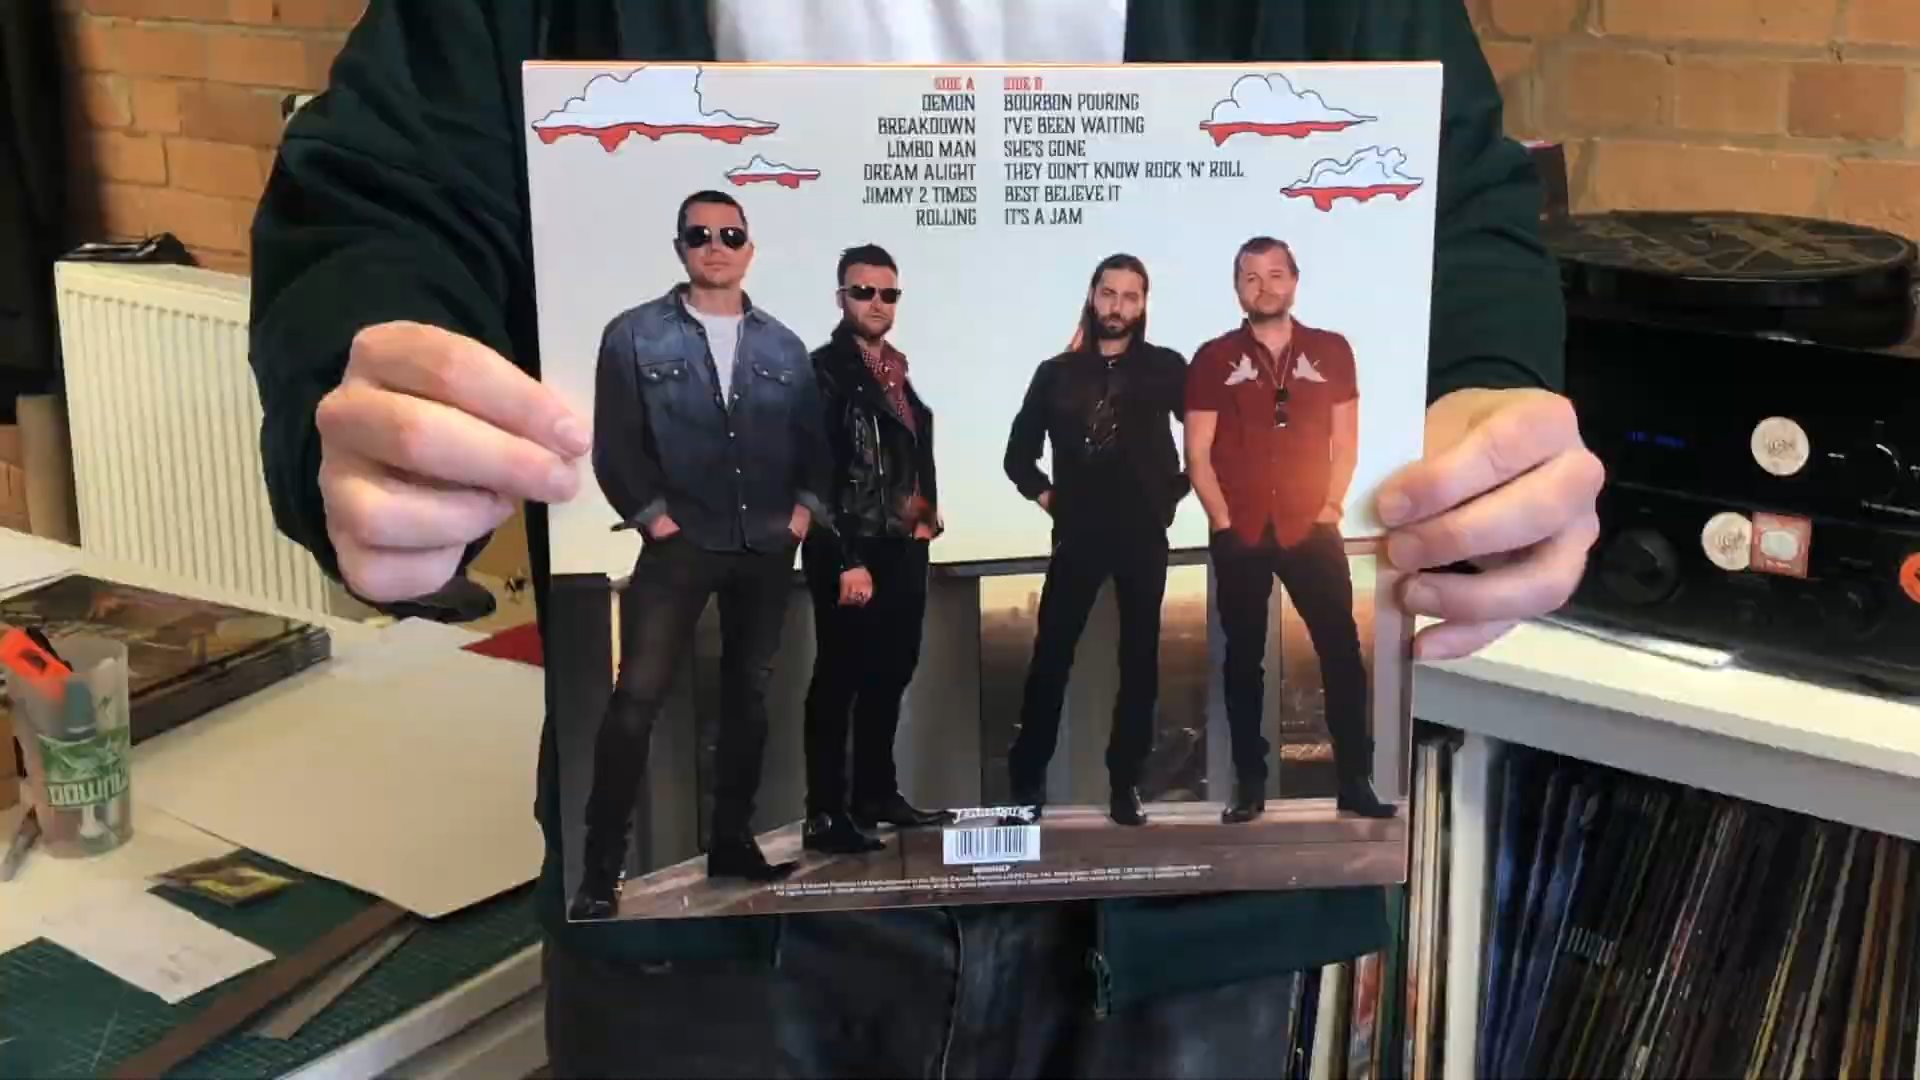 SIDE A
DEMON
BREAKDOWN
LIMBO MAN
DREAM ALIGHT
JIMMY 2 TIMES
ROLLING
SIDE B
BOURBON POURING
I'VE BEEN WAITING
SHE'S GONE
THEY DON'T KNOW ROCK 'N' ROLL
BEST BELIEVE IT
IT'S A JAM